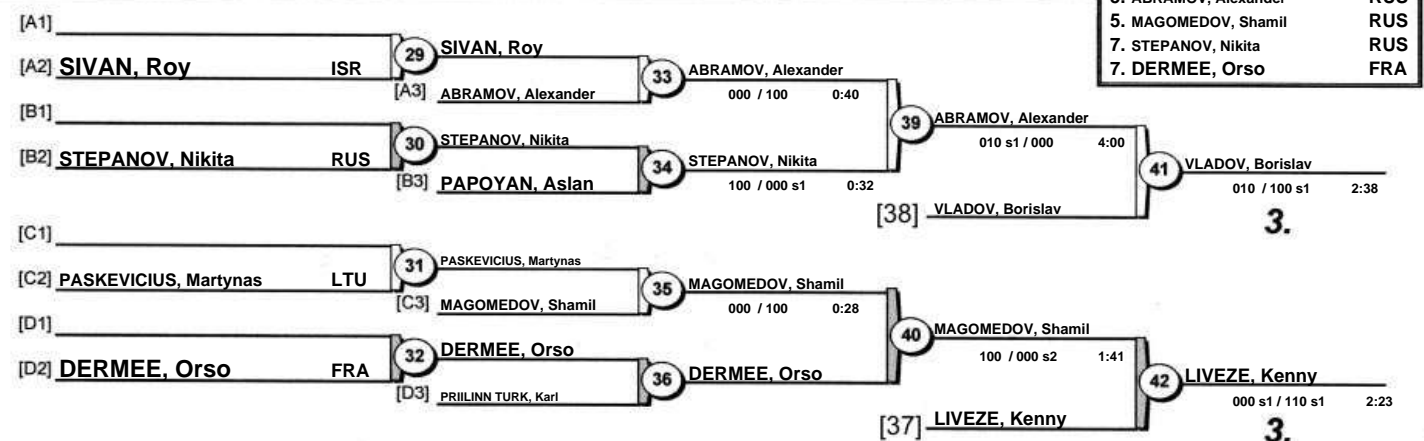 ABRAMOV, Alexander RUS
5. MAGOMEDOV, Shamil RUS
7. STEPANOV, Nikita RUS
7. DERMEE, Orso FRA
[A1]
[A2] SIVAN, Roy ISR
29
SIVAN, Roy
[A3] ABRAMOV, Alexander
33
ABRAMOV, Alexander
000 / 100 0:40
[B1]
[B2] STEPANOV, Nikita RUS
30
STEPANOV, Nikita
[B3] PAPOYAN, Aslan
34
STEPANOV, Nikita
100 / 000 s1 0:32
39
ABRAMOV, Alexander
010 s1 / 000 4:00
[38] VLADOV, Borislav
41
VLADOV, Borislav
010 / 100 s1 2:38
3.
[C1]
[C2] PASKEVICIUS, Martynas LTU
31
PASKEVICIUS, Martynas
[C3] MAGOMEDOV, Shamil
35
MAGOMEDOV, Shamil
000 / 100 0:28
[D1]
[D2] DERMEE, Orso FRA
32
DERMEE, Orso
[D3] PRIILINN TURK, Karl
36
DERMEE, Orso
40
MAGOMEDOV, Shamil
100 / 000 s2 1:41
[37] LIVEZE, Kenny
42
LIVEZE, Kenny
000 s1 / 110 s1 2:23
3.